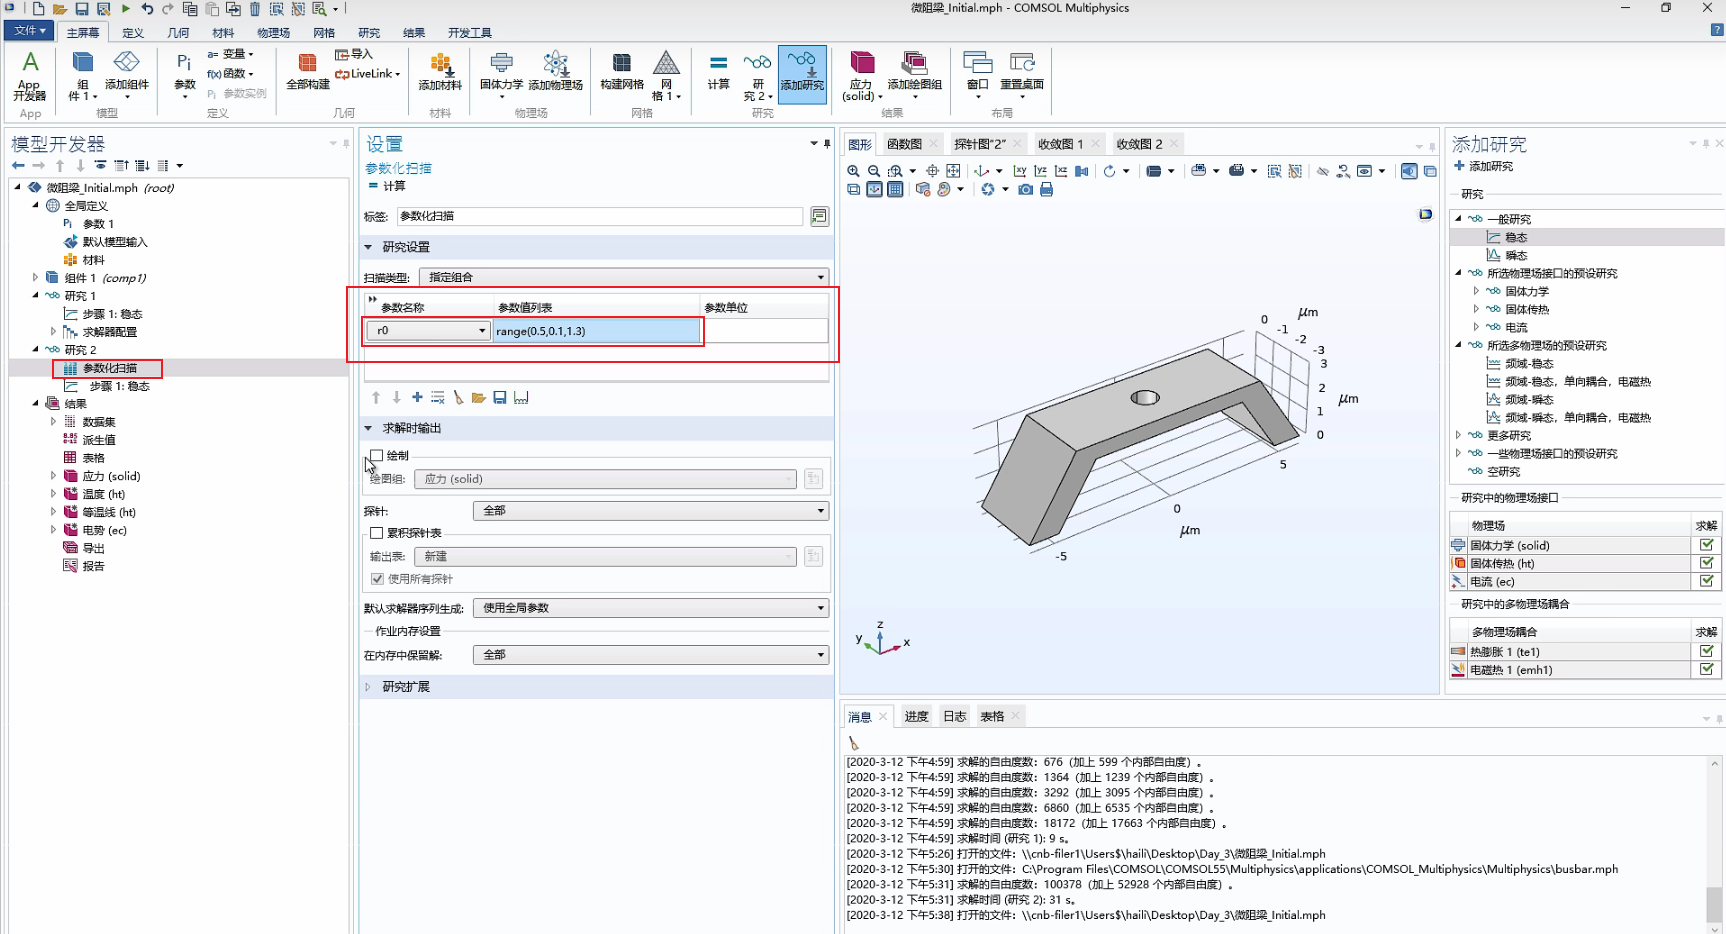 微阻梁_Initial.mph - COMSOL Multiphysics
文件 主屏幕 定义 几何 材料 物理场 网格 研究 结果 开发工具
App 开发器
App
组件 1
添加组件
模型
Pi 参数
a= 变量
f(x) 函数
Pi 参数实例
定义
全部构建
导入
LiveLink
几何
添加材料
材料
固体力学
添加物理场
物理场
构建网格
网格 1
网格
计算
研究 2
添加研究
研究
应力 (solid)
添加绘图组
结果
窗口
重置桌面
布局
模型开发器
微阻梁_Initial.mph (root)
全局定义
Pi 参数 1
默认模型输入
材料
组件 1 (comp1)
研究 1
步骤 1: 稳态
求解器配置
研究 2
参数化扫描
步骤 1: 稳态
结果
数据集
8.85
e-12
派生值
表格
应力 (solid)
温度 (ht)
等温线 (ht)
电势 (ec)
导出
报告
设置
参数化扫描
= 计算
标签: 参数化扫描
研究设置
扫描类型: 指定组合
参数名称 参数值列表 参数单位
r0 range(0.5,0.1,1.3)
求解时输出
绘制
绘图组: 应力 (solid)
探针: 全部
累积探针表
输出表: 新建
使用所有探针
默认求解器序列生成: 使用全局参数
作业内存设置
在内存中保留解: 全部
研究扩展
图形 函数图 探针图"2" 收敛图 1 收敛图 2
xy yz xz
0 μm
-1
-2
-3
3
2
μm
1
0
5
0
μm
-5
z
y
x
消息 进度 日志 表格
[2020-3-12 下午4:59] 求解的自由度数：676（加上 599 个内部自由度）。
[2020-3-12 下午4:59] 求解的自由度数：1364（加上 1239 个内部自由度）。
[2020-3-12 下午4:59] 求解的自由度数：3292（加上 3095 个内部自由度）。
[2020-3-12 下午4:59] 求解的自由度数：6860（加上 6535 个内部自由度）。
[2020-3-12 下午4:59] 求解的自由度数：18172（加上 17663 个内部自由度）。
[2020-3-12 下午4:59] 求解时间 (研究 1): 9 s。
[2020-3-12 下午5:26] 打开的文件：\\cnb-filer1\Users$\haili\Desktop\Day_3\微阻梁_Initial.mph
[2020-3-12 下午5:30] 打开的文件：C:\Program Files\COMSOL\COMSOL55\Multiphysics\applications\COMSOL_Multiphysics\Multiphysics\busbar.mph
[2020-3-12 下午5:31] 求解的自由度数：100378（加上 52928 个内部自由度）。
[2020-3-12 下午5:31] 求解时间 (研究 2): 31 s。
[2020-3-12 下午5:38] 打开的文件：\\cnb-filer1\Users$\haili\Desktop\Day_3\微阻梁_Initial.mph
添加研究
+ 添加研究
研究
一般研究
稳态
瞬态
所选物理场接口的预设研究
固体力学
固体传热
电流
所选多物理场的预设研究
频域-稳态
频域-稳态，单向耦合，电磁热
频域-瞬态
频域-瞬态，单向耦合，电磁热
更多研究
一些物理场接口的预设研究
空研究
研究中的物理场接口
物理场 求解
固体力学 (solid)
固体传热 (ht)
电流 (ec)
研究中的多物理场耦合
多物理场耦合 求解
热膨胀 1 (te1)
电磁热 1 (emh1)